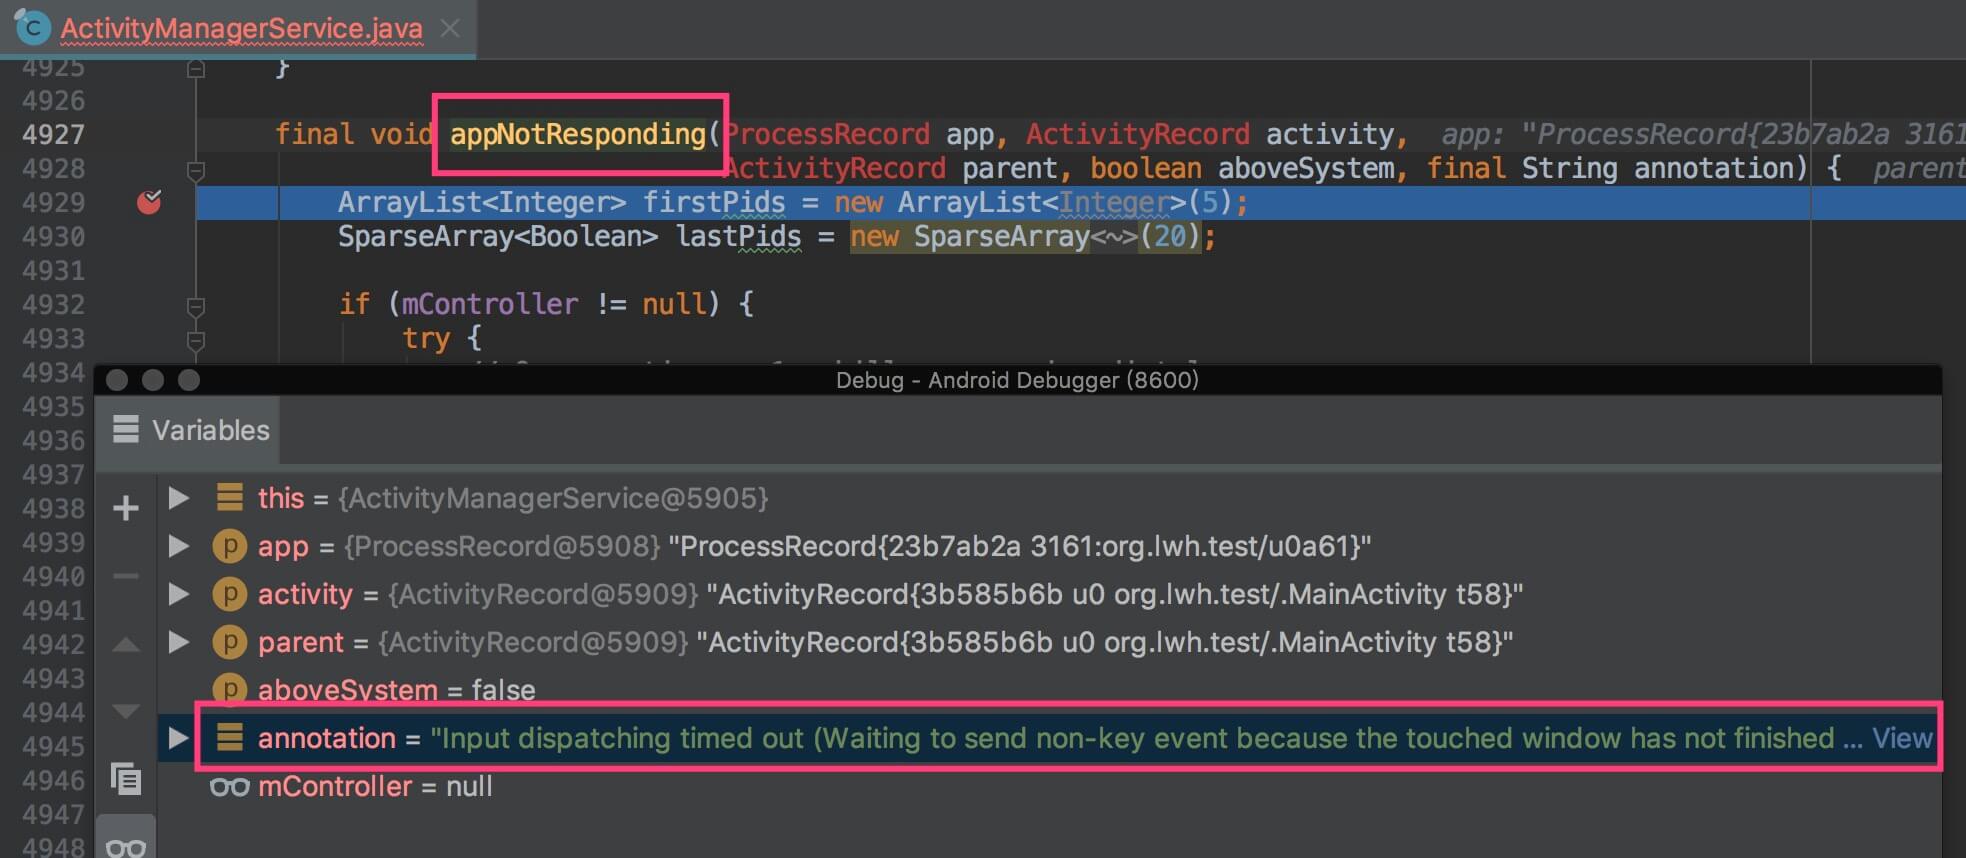 ActivityManagerService.java
4925 }
4926
4927 final void appNotResponding(ProcessRecord app, ActivityRecord activity, app: "ProcessRecord{23b7ab2a 3161
4928 ActivityRecord parent, boolean aboveSystem, final String annotation) { parent
4929 ArrayList<Integer> firstPids = new ArrayList<Integer>(5);
4930 SparseArray<Boolean> lastPids = new SparseArray<~>(20);
4931
4932 if (mController != null) {
4933 try {
4934
Debug - Android Debugger (8600)
4935
4936 Variables
4937
4938 this = {ActivityManagerService@5905}
4939 app = {ProcessRecord@5908} "ProcessRecord{23b7ab2a 3161:org.lwh.test/u0a61}"
4940
4941 activity = {ActivityRecord@5909} "ActivityRecord{3b585b6b u0 org.lwh.test/.MainActivity t58}"
4942 parent = {ActivityRecord@5909} "ActivityRecord{3b585b6b u0 org.lwh.test/.MainActivity t58}"
4943 aboveSystem = false
4944
4945 annotation = "Input dispatching timed out (Waiting to send non-key event because the touched window has not finished ... View
4946 mController = null
4947
4948